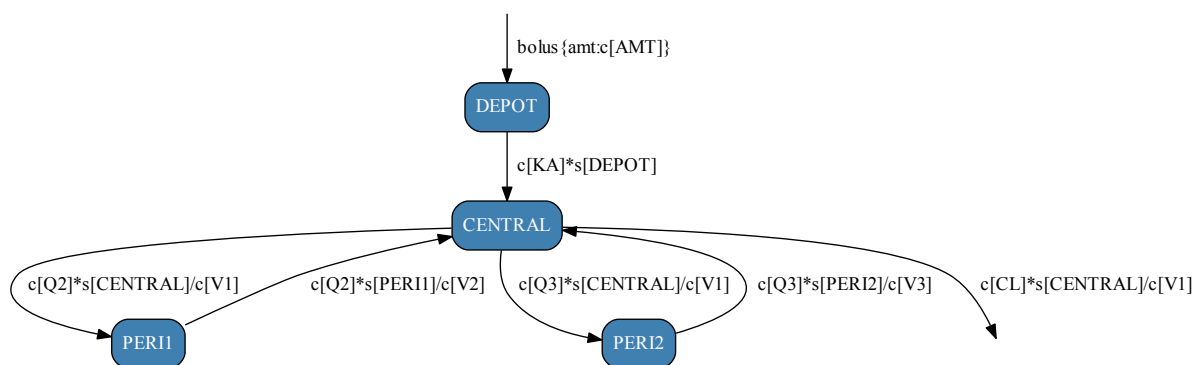 bolus{amt:c[AMT]}
DEPOT
c[KA]*s[DEPOT]
CENTRAL
c[Q2]*s[CENTRAL]/c[V1]
c[Q2]*s[PERI1]/c[V2]
c[Q3]*s[CENTRAL]/c[V1]
c[Q3]*s[PERI2]/c[V3]
c[CL]*s[CENTRAL]/c[V1]
PERI1
PERI2